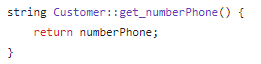 string Customer::get_numberPhone() {
    return numberPhone;
}